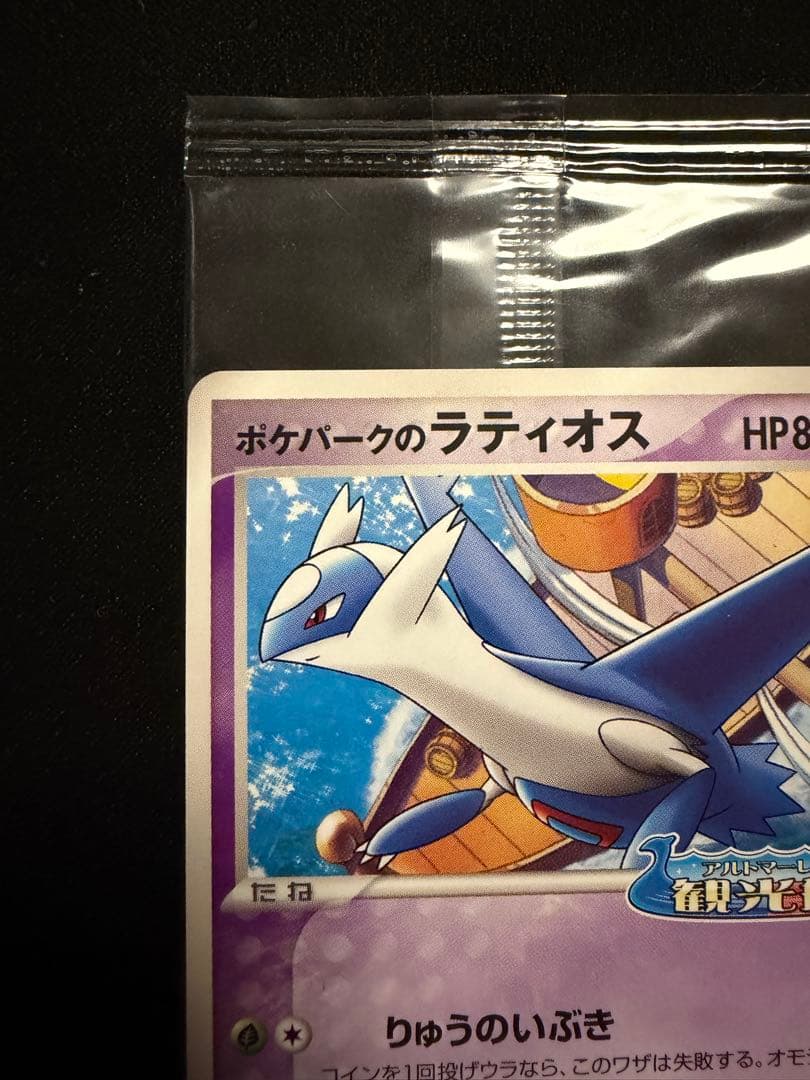 ポケパークのラティオス HP8
アルトマーレ
観光
たね
りゅうのいぶき
コインを1回投げウラなら、このワザは失敗する。オモ